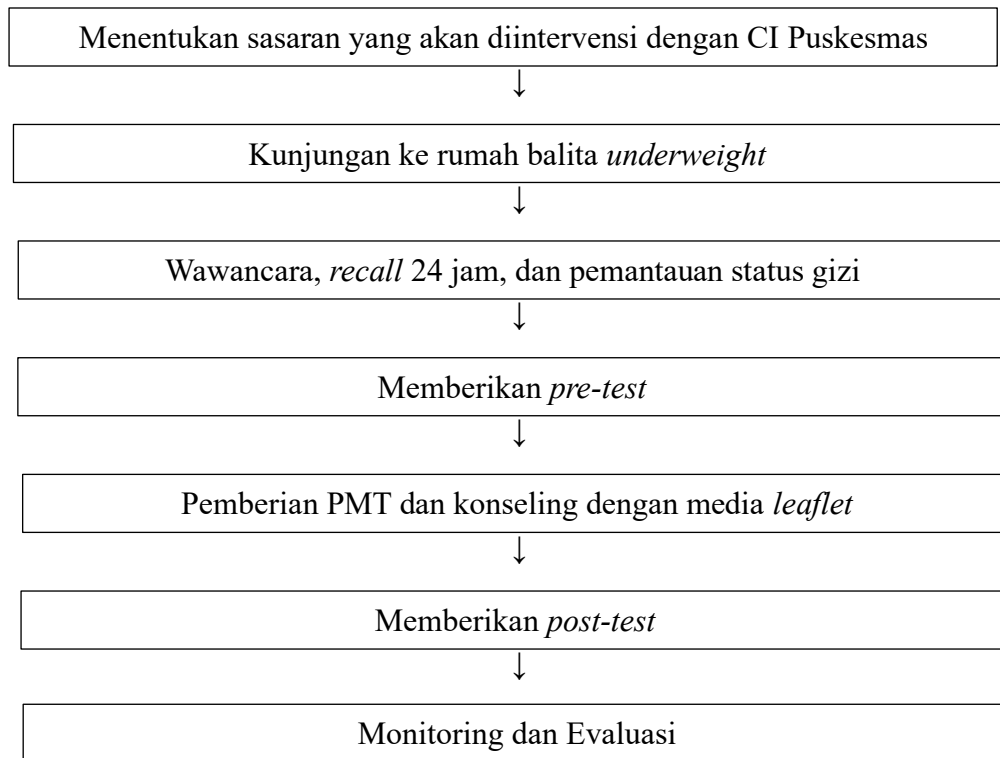 Menentukan sasaran yang akan diintervensi dengan CI Puskesmas
↓
Kunjungan ke rumah balita underweight
↓
Wawancara, recall 24 jam, dan pemantauan status gizi
↓
Memberikan pre-test
↓
Pemberian PMT dan konseling dengan media leaflet
↓
Memberikan post-test
↓
Monitoring dan Evaluasi